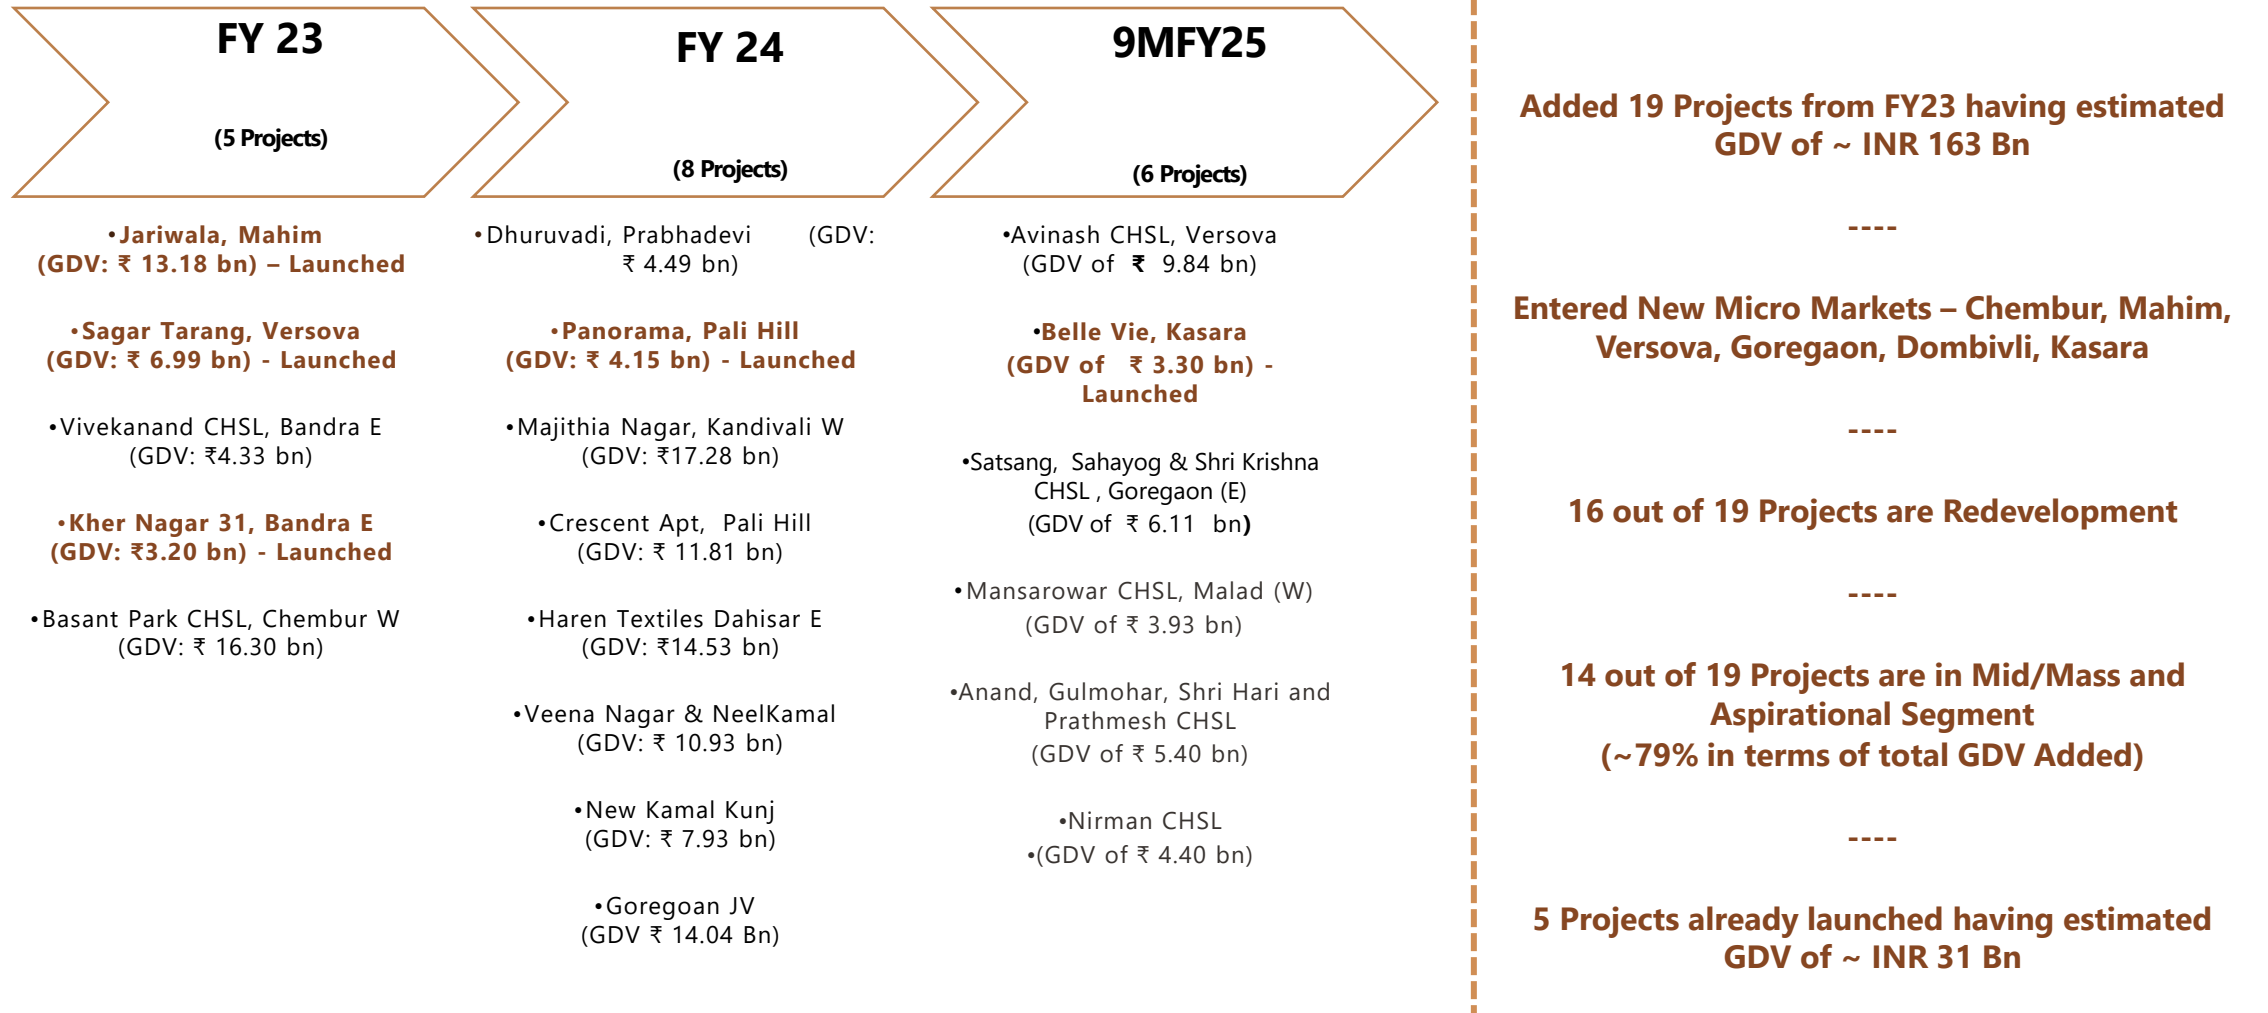 FY 23
(5 Projects)
•Jariwala, Mahim
(GDV: ₹ 13.18 bn) – Launched
•Sagar Tarang, Versova
(GDV: ₹ 6.99 bn) - Launched
•Vivekanand CHSL, Bandra E
(GDV: ₹4.33 bn)
•Kher Nagar 31, Bandra E
(GDV: ₹3.20 bn) - Launched
•Basant Park CHSL, Chembur W
(GDV: ₹ 16.30 bn)
FY 24
(8 Projects)
•Dhuruvadi, Prabhadevi (GDV:
₹ 4.49 bn)
•Panorama, Pali Hill
(GDV: ₹ 4.15 bn) - Launched
•Majithia Nagar, Kandivali W
(GDV: ₹17.28 bn)
•Crescent Apt, Pali Hill
(GDV: ₹ 11.81 bn)
•Haren Textiles Dahisar E
(GDV: ₹14.53 bn)
•Veena Nagar & NeelKamal
(GDV: ₹ 10.93 bn)
•New Kamal Kunj
(GDV: ₹ 7.93 bn)
•Goregoan JV
(GDV ₹ 14.04 Bn)
9MFY25
(6 Projects)
•Avinash CHSL, Versova
(GDV of ₹ 9.84 bn)
•Belle Vie, Kasara
(GDV of ₹ 3.30 bn) -
Launched
•Satsang, Sahayog & Shri Krishna
CHSL , Goregaon (E)
(GDV of ₹ 6.11 bn)
•Mansarowar CHSL, Malad (W)
(GDV of ₹ 3.93 bn)
•Anand, Gulmohar, Shri Hari and
Prathmesh CHSL
(GDV of ₹ 5.40 bn)
•Nirman CHSL
•(GDV of ₹ 4.40 bn)
Added 19 Projects from FY23 having estimated
GDV of ~ INR 163 Bn
----
Entered New Micro Markets – Chembur, Mahim,
Versova, Goregaon, Dombivli, Kasara
----
16 out of 19 Projects are Redevelopment
----
14 out of 19 Projects are in Mid/Mass and
Aspirational Segment
(~79% in terms of total GDV Added)
----
5 Projects already launched having estimated
GDV of ~ INR 31 Bn